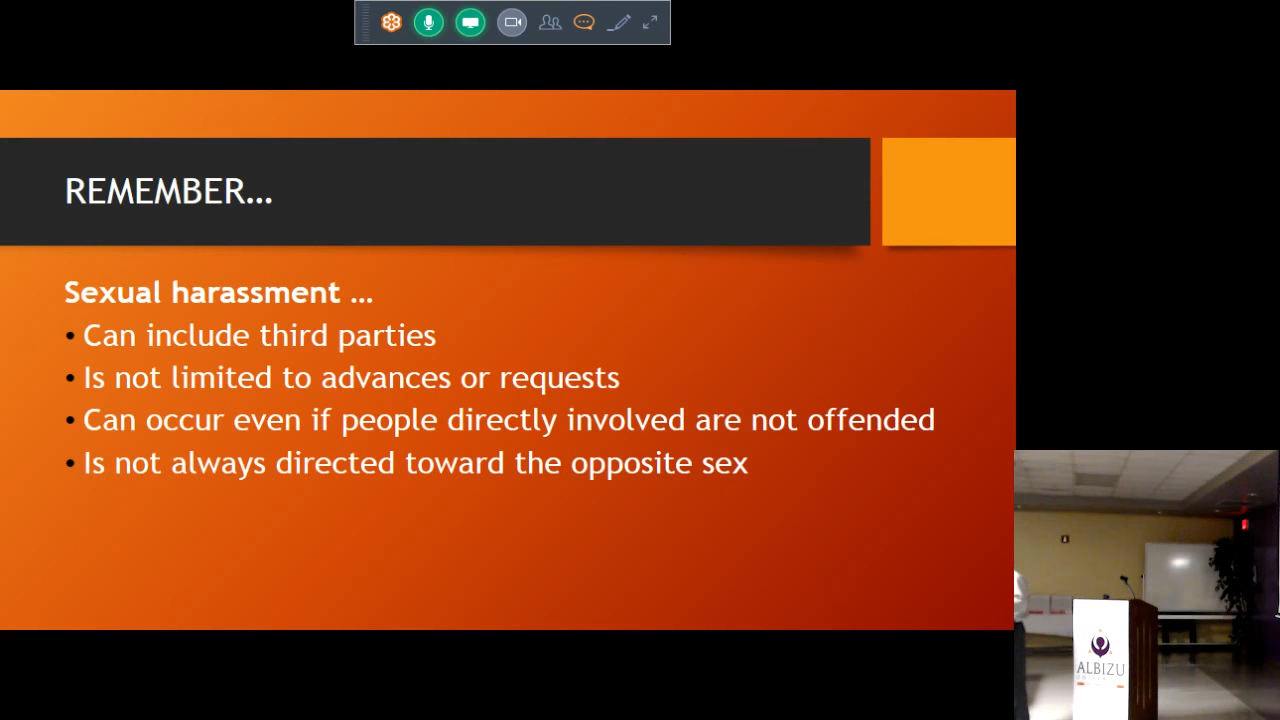 REMEMBER...
Sexual harassment ...
• Can include third parties
• Is not limited to advances or requests
• Can occur even if people directly involved are not offended
• Is not always directed toward the opposite sex
ALBIZU